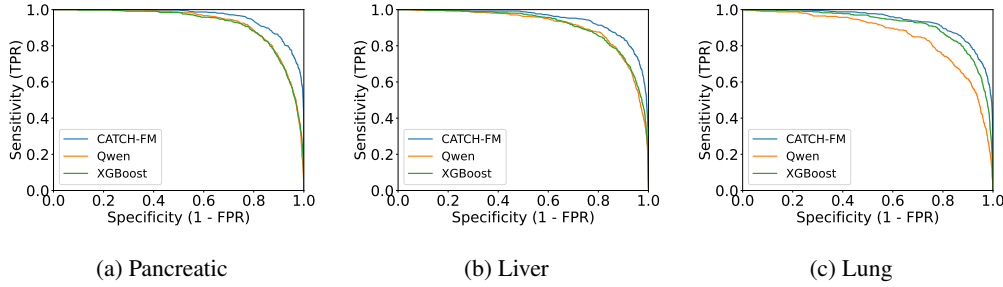 Sensitivity (TPR)
1.0
0.8
0.6
0.4
0.2
0.0
CATCH-FM
Qwen
XGBoost
0.0 0.2 0.4 0.6 0.8 1.0
Specificity (1 - FPR)
(a) Pancreatic
Sensitivity (TPR)
1.0
0.8
0.6
0.4
0.2
0.0
CATCH-FM
Qwen
XGBoost
0.0 0.2 0.4 0.6 0.8 1.0
Specificity (1 - FPR)
(b) Liver
Sensitivity (TPR)
1.0
0.8
0.6
0.4
0.2
0.0
CATCH-FM
Qwen
XGBoost
0.0 0.2 0.4 0.6 0.8 1.0
Specificity (1 - FPR)
(c) Lung